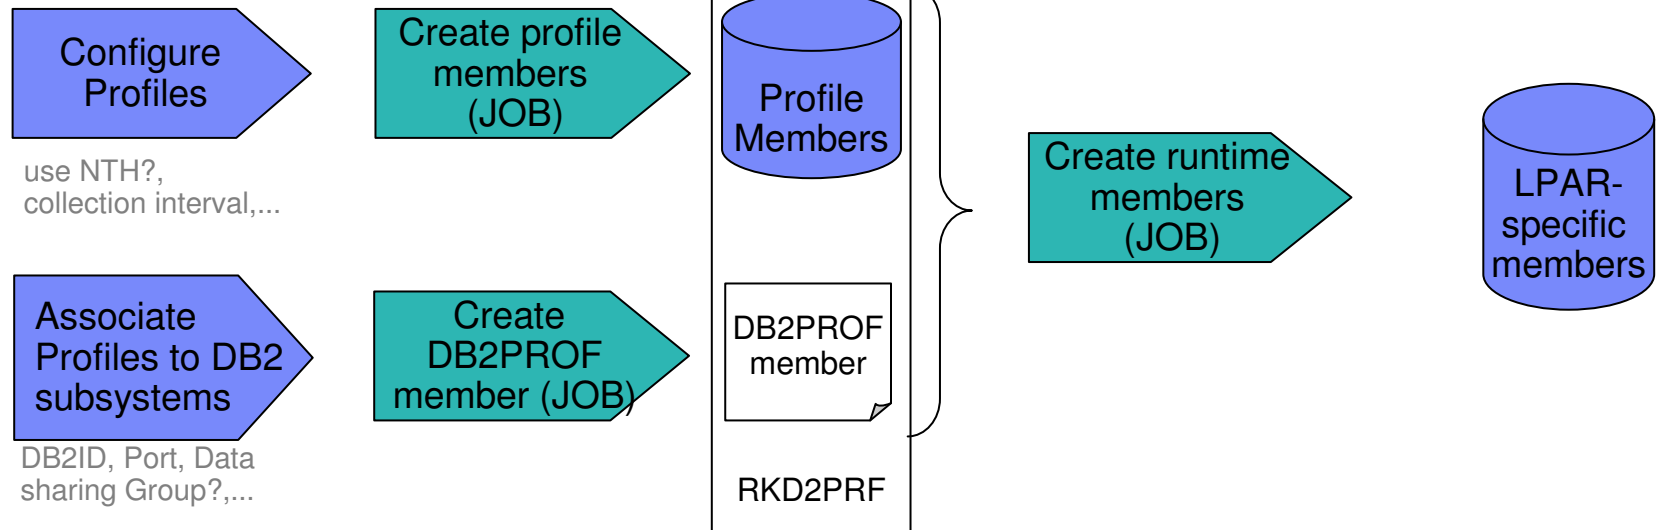 Configure
Profiles
use NTH?,
collection interval,...
Create profile
members
(JOB)
Profile
Members
Create runtime
members
(JOB)
LPAR-
specific
members
Associate
Profiles to DB2
subsystems
DB2ID, Port, Data
sharing Group?,...
Create
DB2PROF
member (JOB)
DB2PROF
member
RKD2PRF